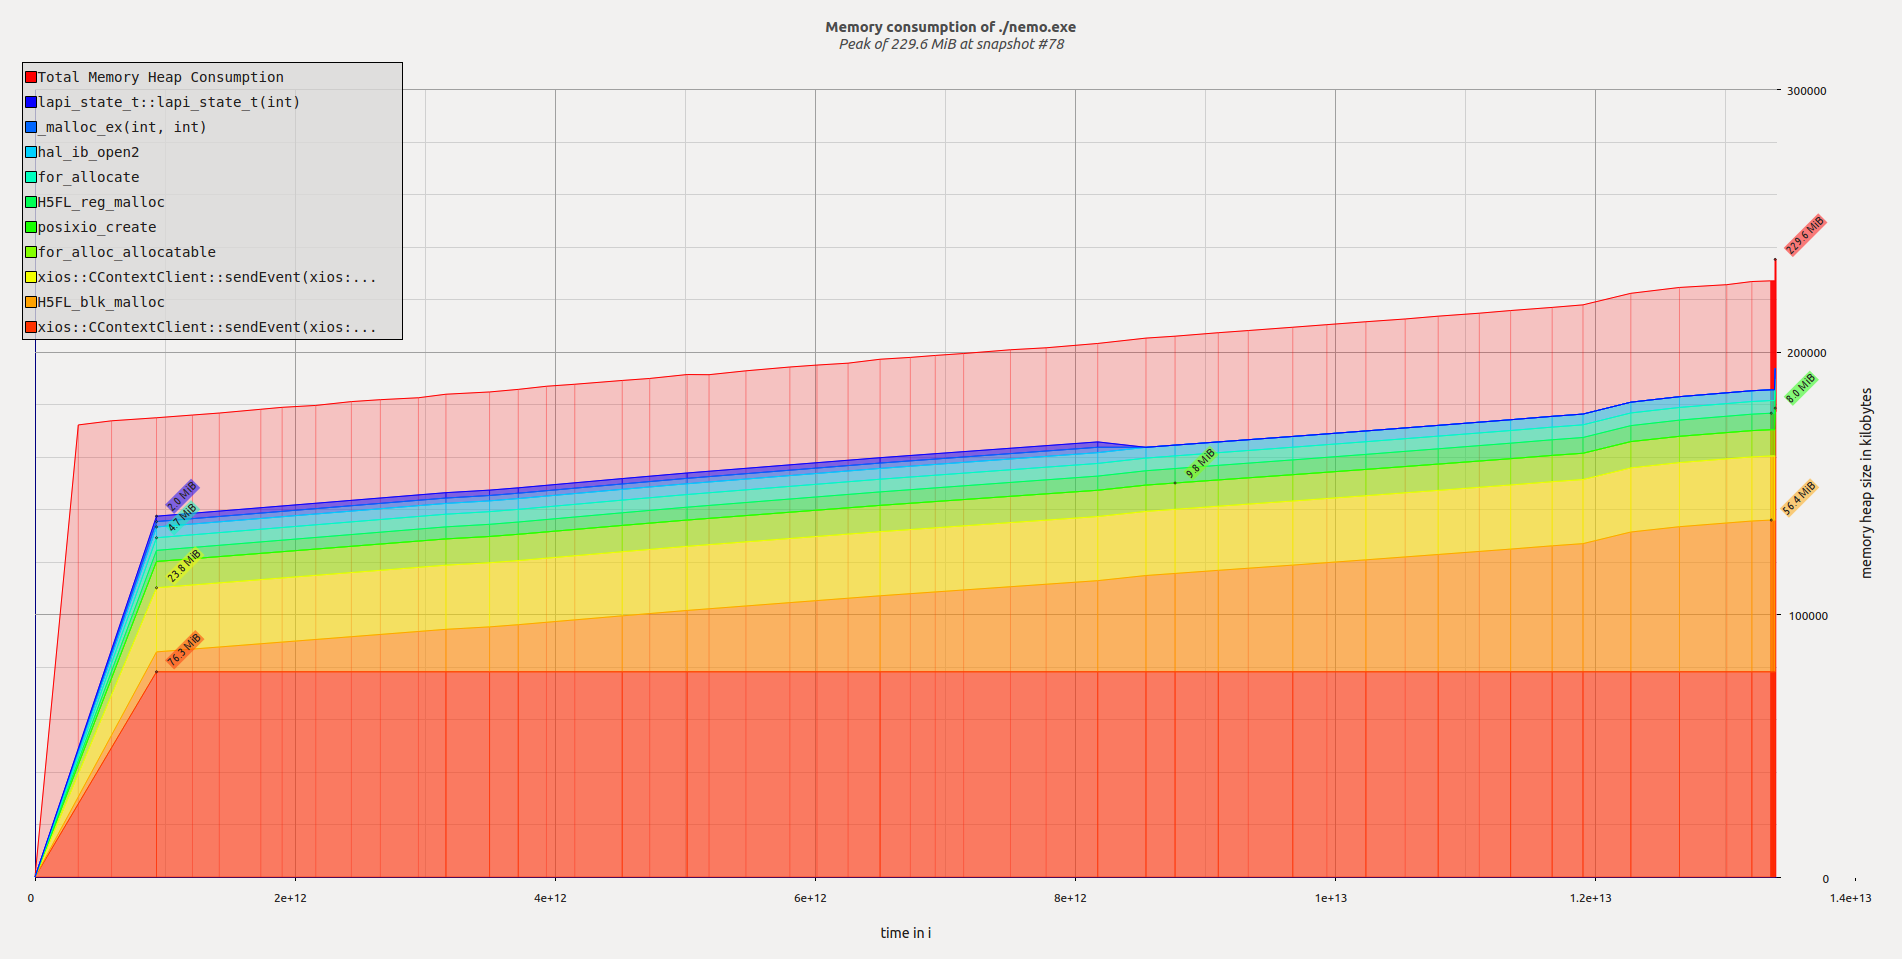 Memory consumption of ./nemo.exe
Peak of 229.6 MiB at snapshot #78
Total Memory Heap Consumption
lapi_state_t::lapi_state_t(int)
_malloc_ex(int, int)
hal_ib_open2
for_allocate
H5FL_reg_malloc
posixio_create
for_alloc_allocatable
xios::CContextClient::sendEvent(xios:...
H5FL_blk_malloc
xios::CContextClient::sendEvent(xios:...
300000
229.6 MiB
200000
8.0 MiB
9.8 MiB
2.0 MiB
4.7 MiB
56.4 MiB
23.8 MiB
100000
76.3 MiB
memory heap size in kilobytes
0
0
2e+12
4e+12
6e+12
8e+12
1e+13
1.2e+13
1.4e+13
time in i